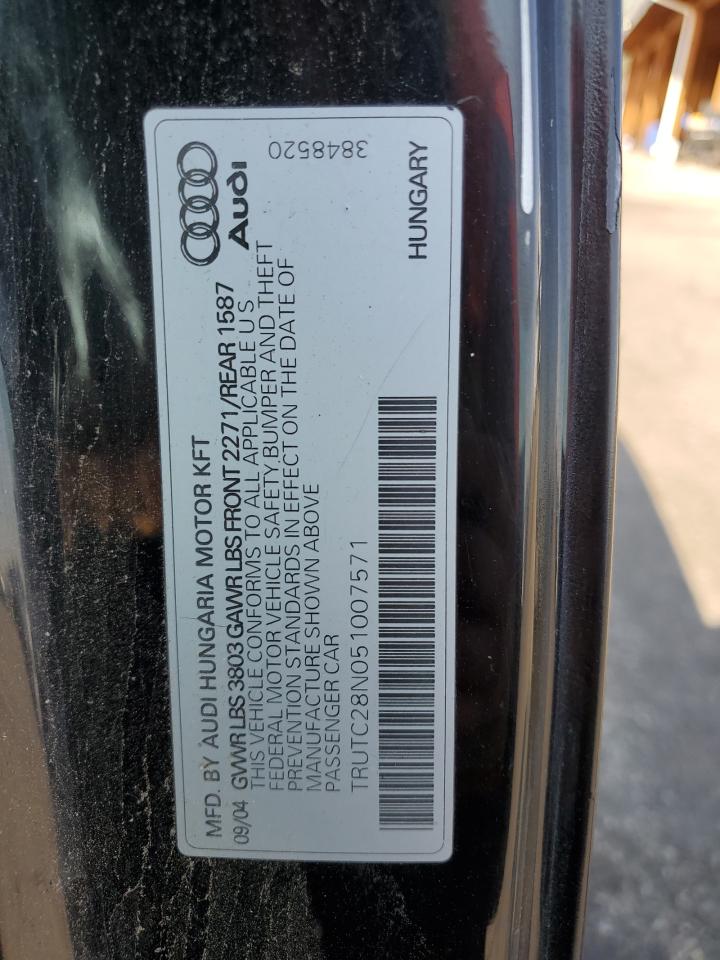 MFD. BY AUDI HUNGARIA MOTOR KFT
09/04 GVWR LBS 3803 GAWR LBS FRONT 2271/REAR 1587
THIS VEHICLE CONFORMS TO ALL APPLICABLE U S
FEDERAL MOTOR VEHICLE SAFETY, BUMPER AND THEFT
PREVENTION STANDARDS IN EFFECT ON THE DATE OF
MANUFACTURE SHOWN ABOVE
PASSENGER CAR
TRUTC28N051007571
Audi
3848520
HUNGARY